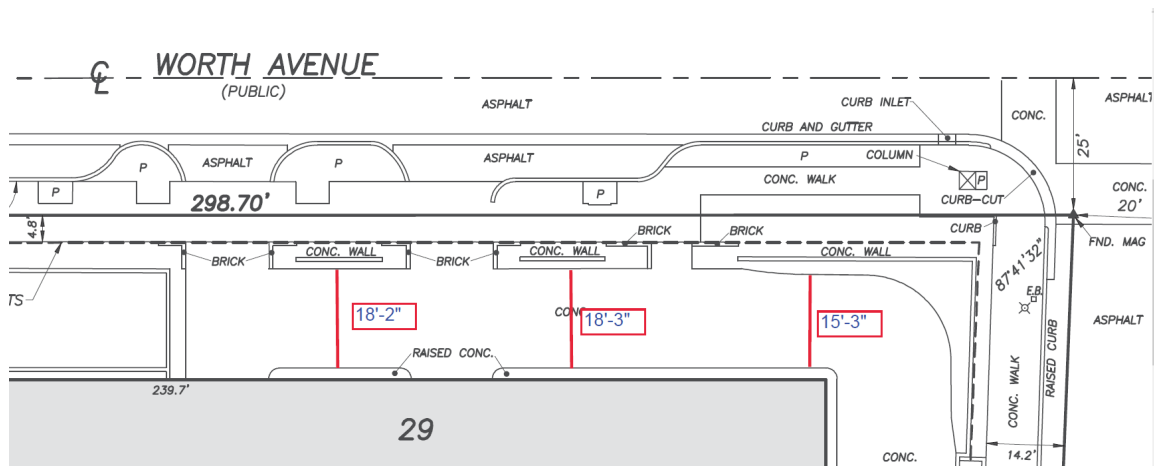 ℄ WORTH AVENUE
(PUBLIC)
ASPHALT
ASPHALT
CURB INLET
CONC.
CURB AND GUTTER
25'
P
ASPHALT
P
ASPHALT
P
COLUMN
CONC. WALK
P
P
P
298.70'
CURB-CUT
CONC.
20'
4.8'
BRICK
BRICK
CURB
FND. MAG
BRICK
CONC. WALL
BRICK
CONC. WALL
CONC. WALL
87°41'32"
TS
E.B.
18'-2"
CONC
18'-3"
15'-3"
ASPHALT
RAISED CONC.
RAISED CURB
CONC. WALK
239.7'
29
CONC.
14.2'